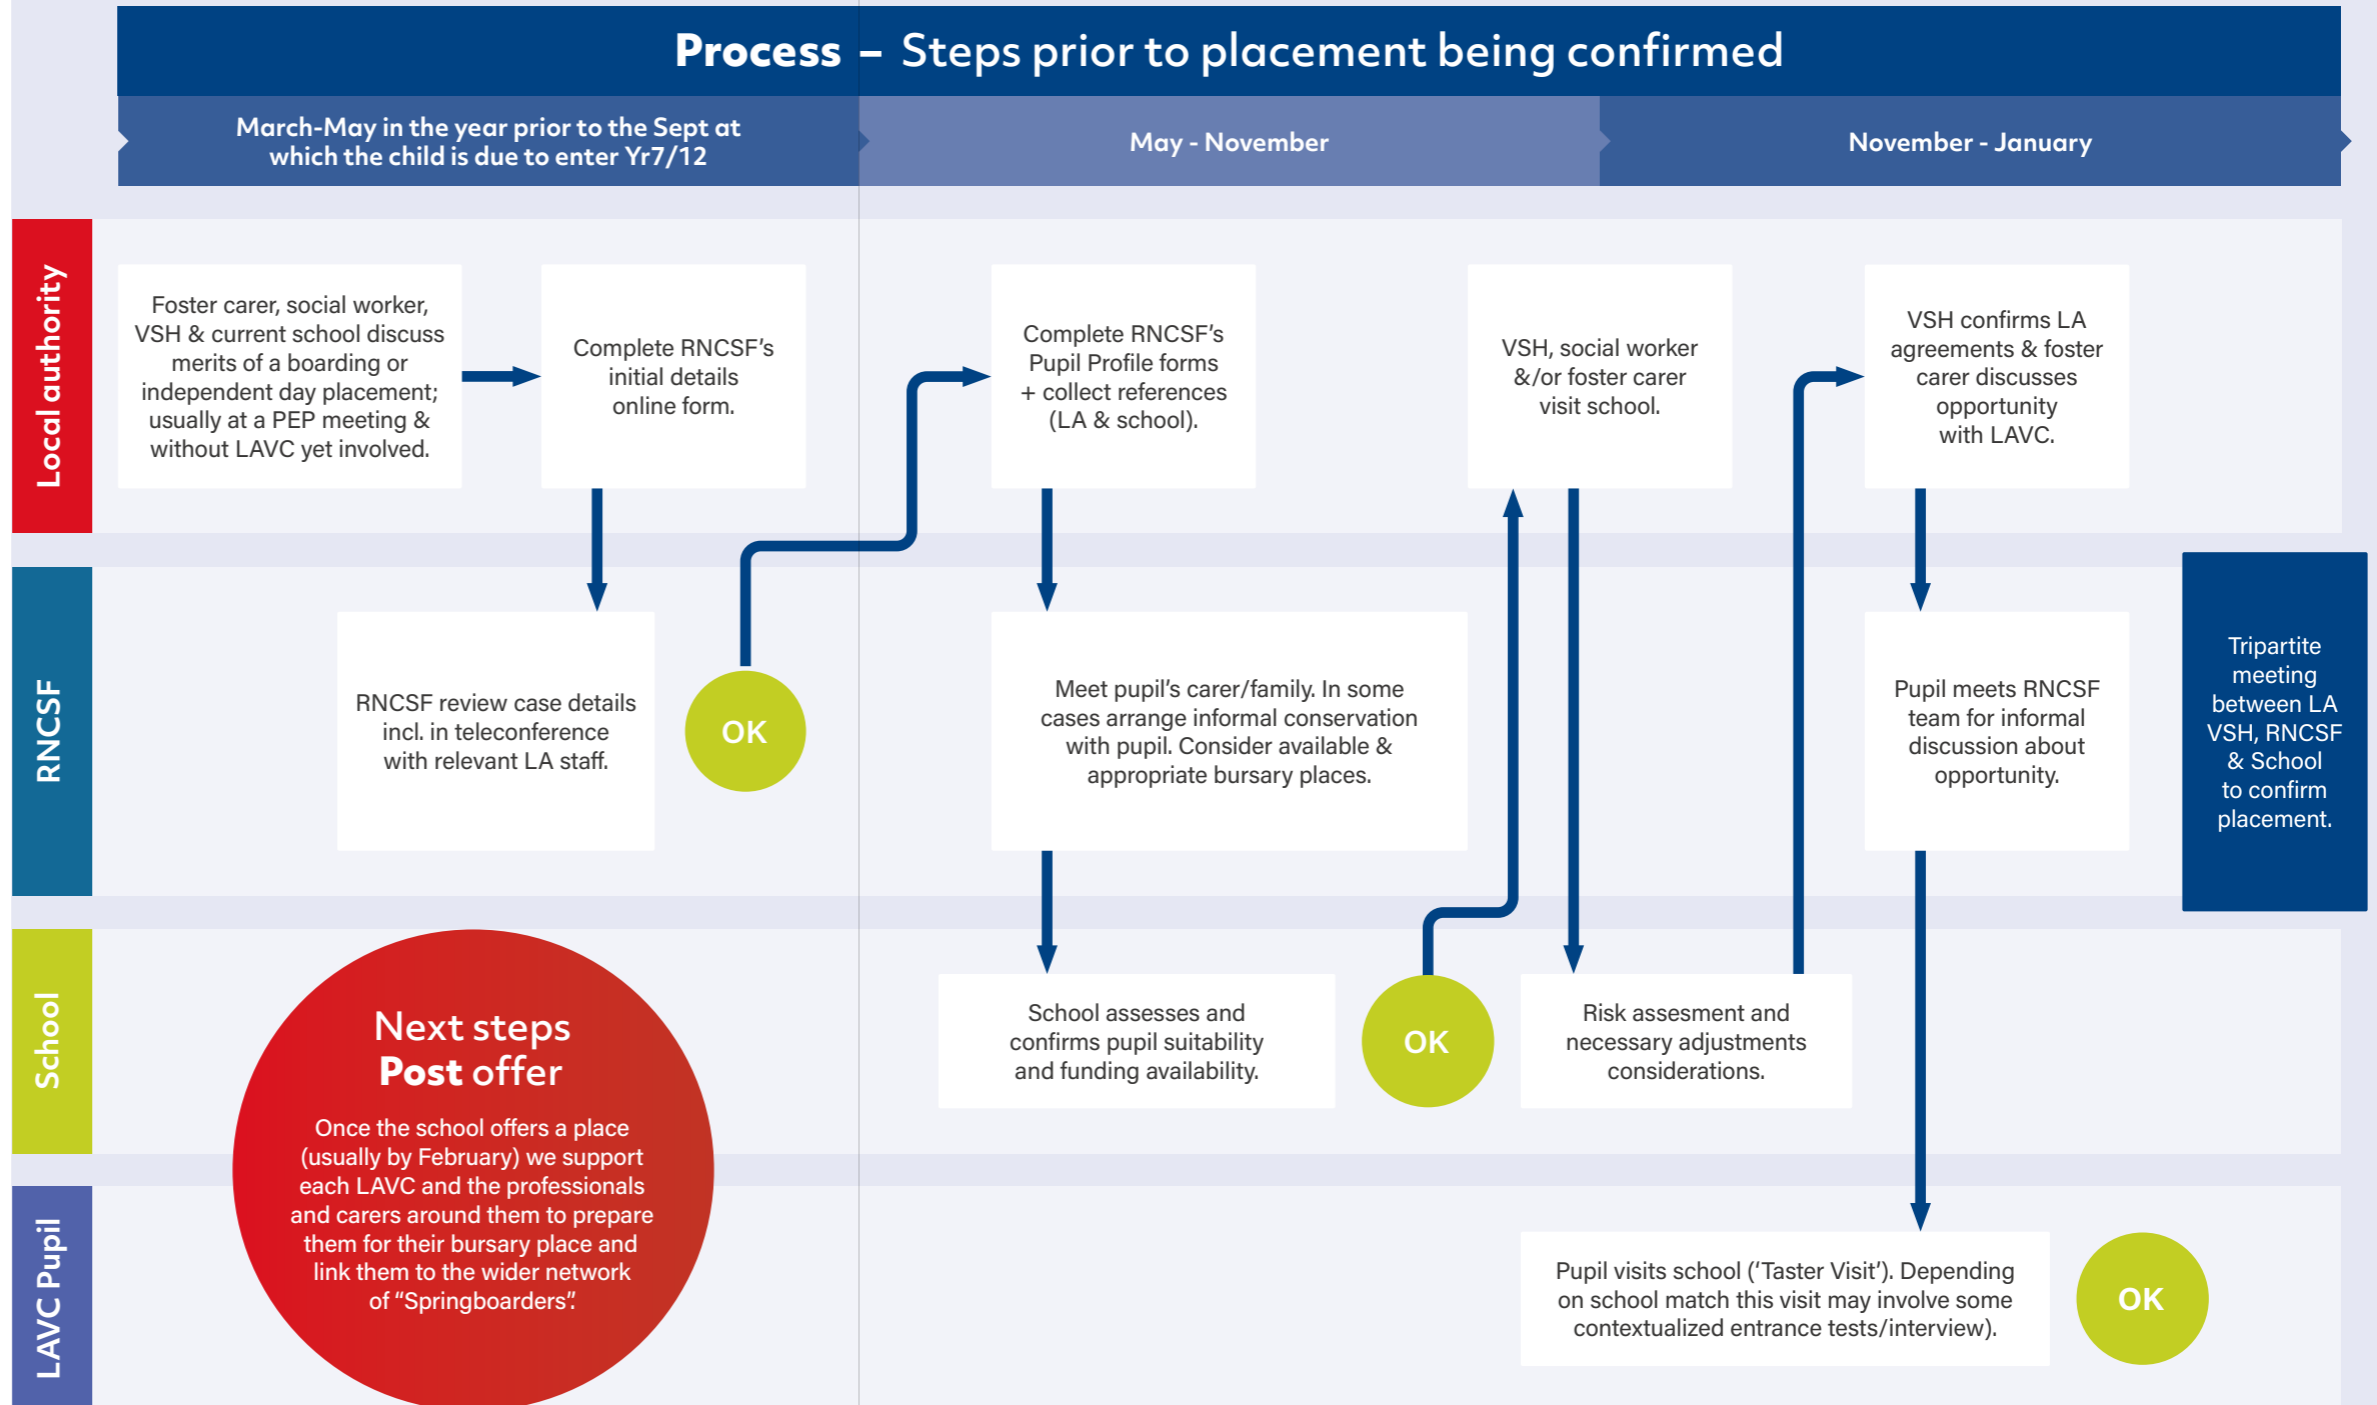 Process – Steps prior to placement being confirmed
March-May in the year prior to the Sept at
which the child is due to enter Yr7/12
May - November
November - January
Local authority
Foster carer, social worker,
VSH & current school discuss
merits of a boarding or
independent day placement;
usually at a PEP meeting &
without LAVC yet involved.
Complete RNCSF's
initial details
online form.
Complete RNCSF's
Pupil Profile forms
+ collect references
(LA & school).
VSH, social worker
&/or foster carer
visit school.
VSH confirms LA
agreements & foster
carer discusses
opportunity
with LAVC.
RNCSF
RNCSF review case details
incl. in teleconference
with relevant LA staff.
OK
Meet pupil's carer/family. In some
cases arrange informal conservation
with pupil. Consider available &
appropriate bursary places.
Pupil meets RNCSF
team for informal
discussion about
opportunity.
Tripartite
meeting
between LA
VSH, RNCSF
& School
to confirm
placement.
School
Next steps
Post offer
Once the school offers a place
(usually by February) we support
each LAVC and the professionals
and carers around them to prepare
them for their bursary place and
link them to the wider network
of “Springboarders”.
School assesses and
confirms pupil suitability
and funding availability.
OK
Risk assesment and
necessary adjustments
considerations.
LAVC Pupil
Pupil visits school (‘Taster Visit’). Depending
on school match this visit may involve some
contextualized entrance tests/interview).
OK